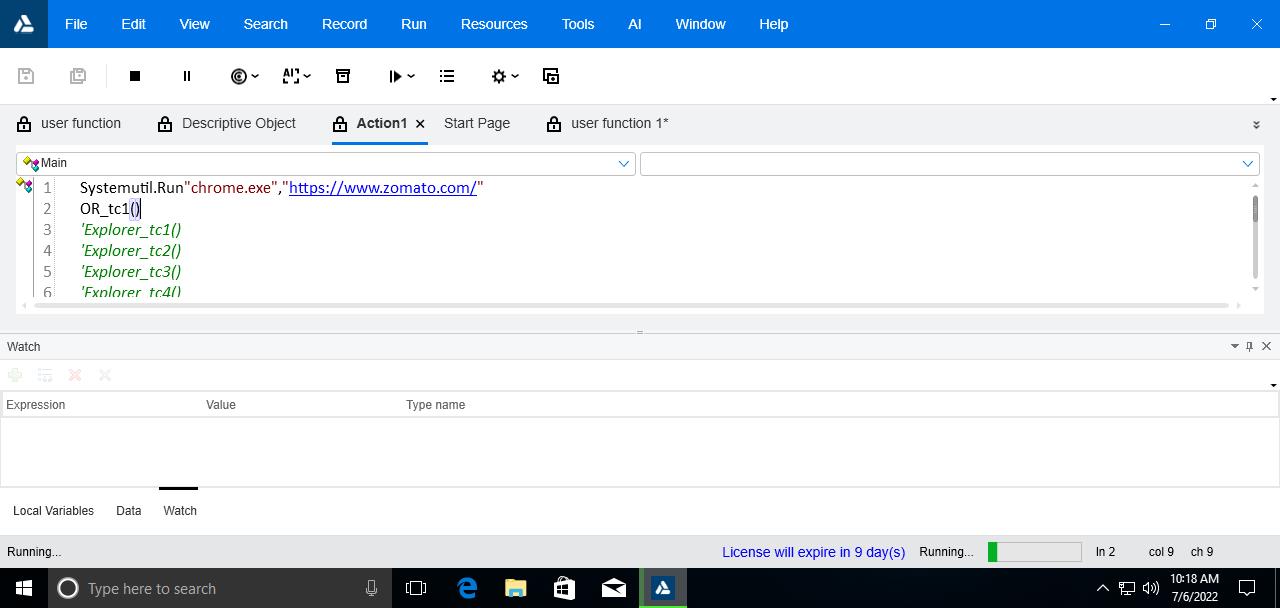 File Edit View Search Record Run Resources Tools AI Window Help
AI
user function Descriptive Object Action1 Start Page user function 1*
Main
1 Systemutil.Run"chrome.exe","https://www.zomato.com/"
2 OR_tc1()
3 'Explorer_tc1()
4 'Explorer_tc2()
5 'Explorer_tc3()
6 'Explorer_tc4()
Watch
Expression Value Type name
Local Variables Data Watch
Running... License will expire in 9 day(s) Running... ln 2 col 9 ch 9
Type here to search 10:18 AM
7/6/2022